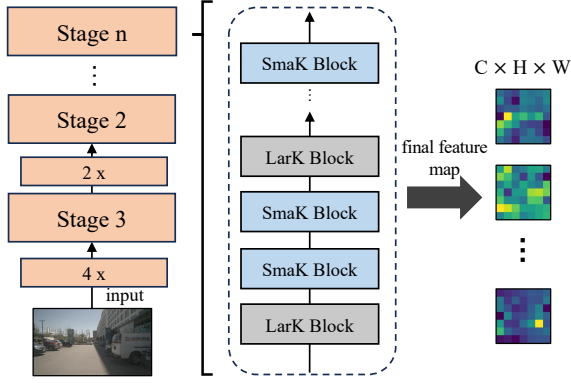 Stage n
⋮
Stage 2
2 x
Stage 3
4 x
input
SmaK Block
...
LarK Block
SmaK Block
SmaK Block
LarK Block
final feature
map
C × H × W
⋮